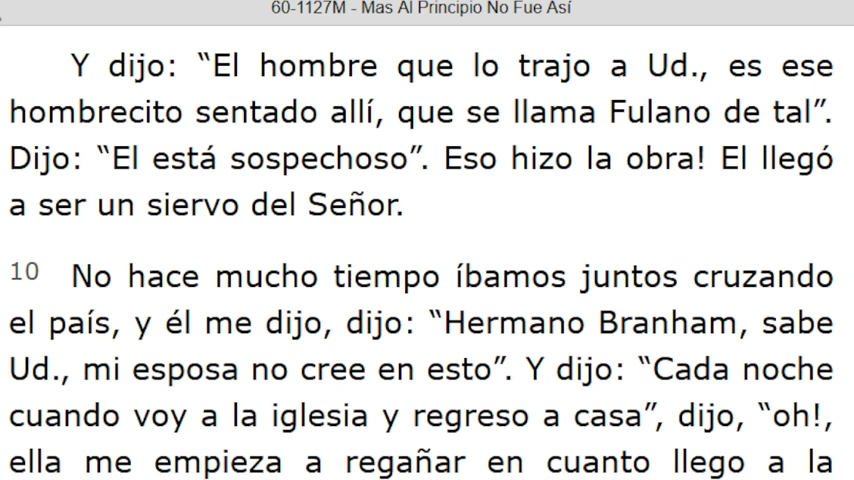 60-1127M - Mas Al Principio No Fue Así
Y dijo: “El hombre que lo trajo a Ud., es ese
hombrecito sentado allí, que se llama Fulano de tal”.
Dijo: “El está sospechoso”. Eso hizo la obra! El llegó
a ser un siervo del Señor.
10 No hace mucho tiempo íbamos juntos cruzando
el país, y él me dijo, dijo: “Hermano Branham, sabe
Ud., mi esposa no cree en esto”. Y dijo: “Cada noche
cuando voy a la iglesia y regreso a casa”, dijo, “oh!,
ella me empieza a regañar en cuanto llego a la